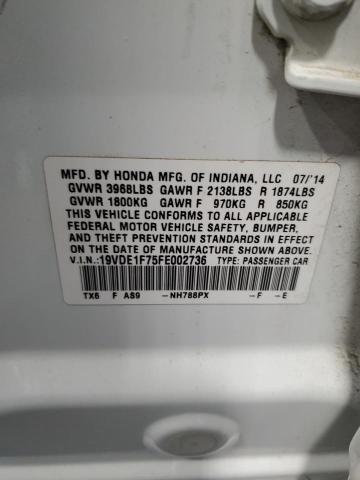 MFD. BY HONDA MFG. OF INDIANA, LLC 07/'14
GVWR 3968LBS GAWR F 2138LBS R 1874LBS
GVWR 1800KG GAWR F 970KG R 850KG
THIS VEHICLE CONFORMS TO ALL APPLICABLE
FEDERAL MOTOR VEHICLE SAFETY, BUMPER,
AND THEFT PREVENTION STANDARDS IN EFFECT
ON THE DATE OF MANUFACTURE SHOWN ABOVE.
V.I.N.:19VDE1F75FE002736 TYPE: PASSENGER CAR
TX6 F AS9 -NH788PX -F -E